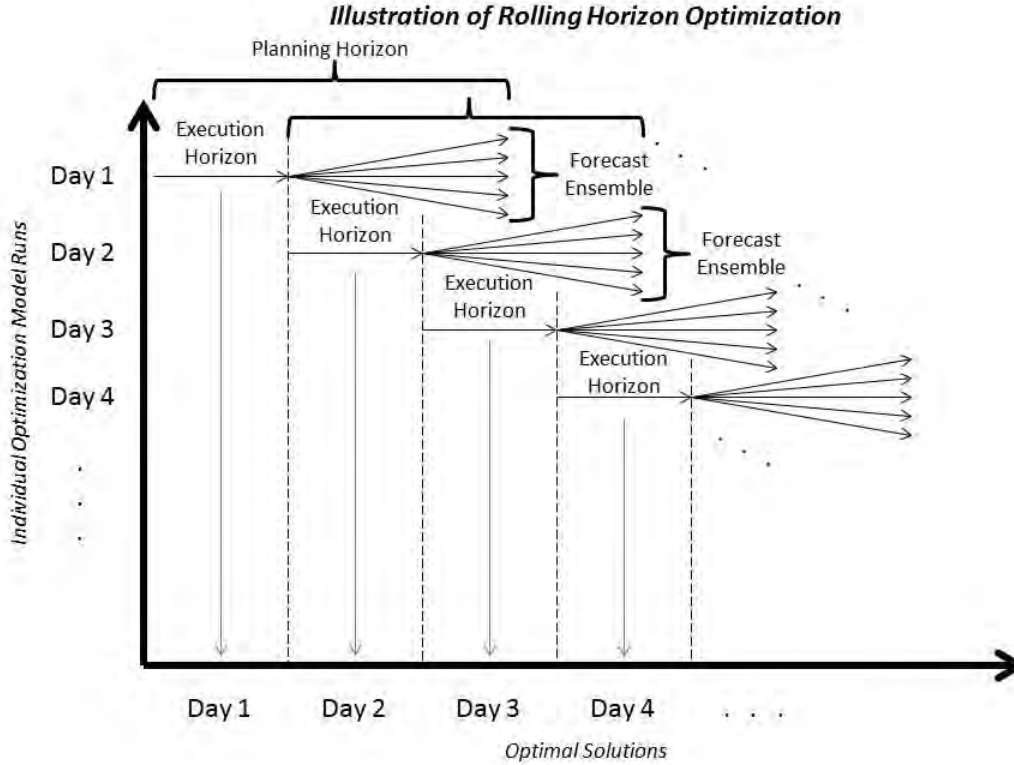 Illustration of Rolling Horizon Optimization
Planning Horizon
Execution
Horizon
Day 1
Forecast
Ensemble
Execution
Horizon
Day 2
Forecast
Ensemble
Execution
Horizon
Day 3
Execution
Horizon
Day 4
Individual Optimization Model Runs
Day 1
Day 2
Day 3
Day 4
. . .
Optimal Solutions